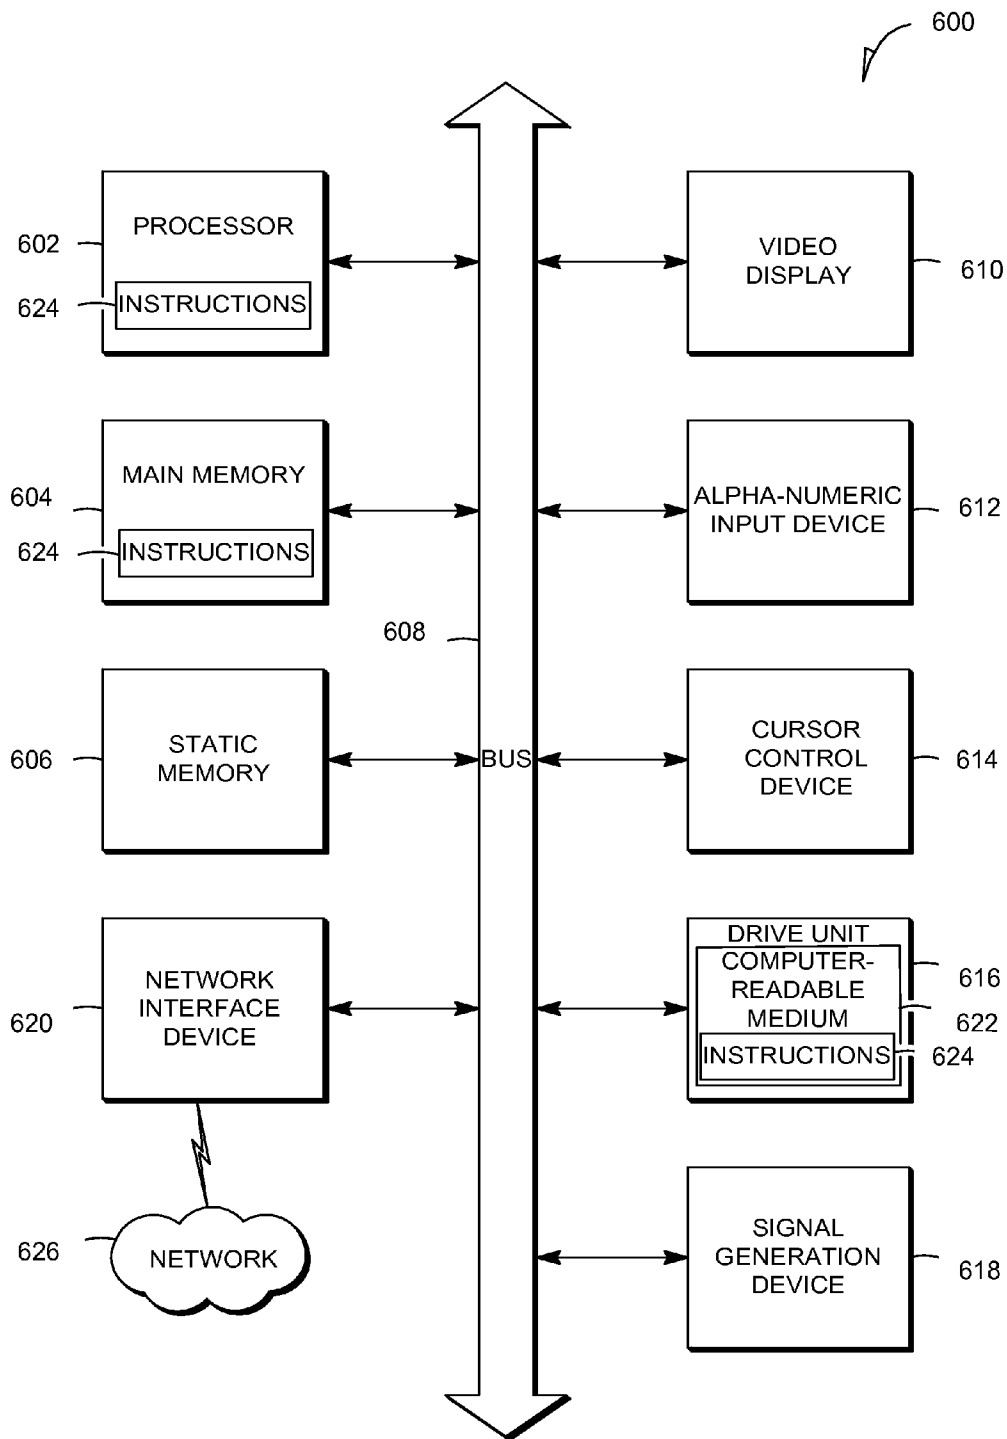 600
PROCESSOR
602
624
INSTRUCTIONS
VIDEO
DISPLAY
610
MAIN MEMORY
604
624
INSTRUCTIONS
ALPHA-NUMERIC
INPUT DEVICE
612
608
STATIC
MEMORY
606
BUS
CURSOR
CONTROL
DEVICE
614
NETWORK
INTERFACE
DEVICE
620
DRIVE UNIT
COMPUTER-
READABLE
MEDIUM
INSTRUCTIONS
616
622
624
626
NETWORK
SIGNAL
GENERATION
DEVICE
618